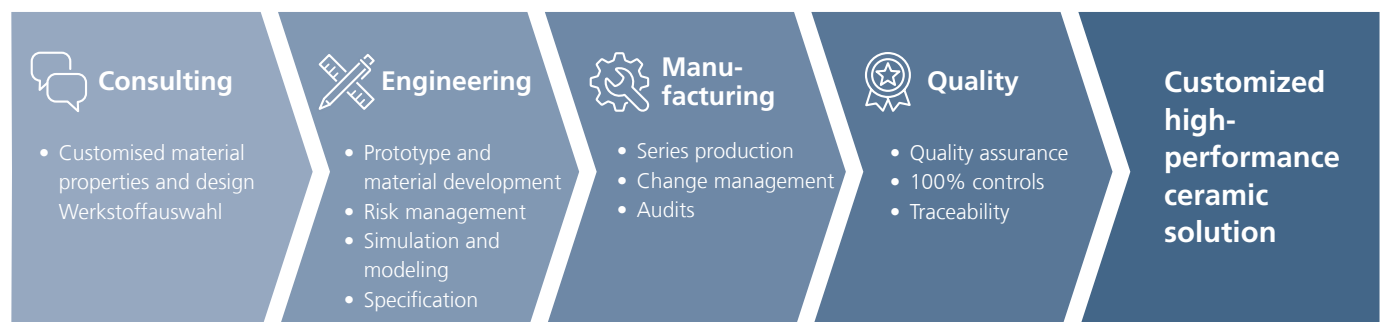 Consulting
• Customised material
properties and design
Werkstoffauswahl
Engineering
• Prototype and
material development
• Risk management
• Simulation and
modeling
• Specification
Manu-
facturing
• Series production
• Change management
• Audits
Quality
• Quality assurance
• 100% controls
• Traceability
Customized
high-
performance
ceramic
solution